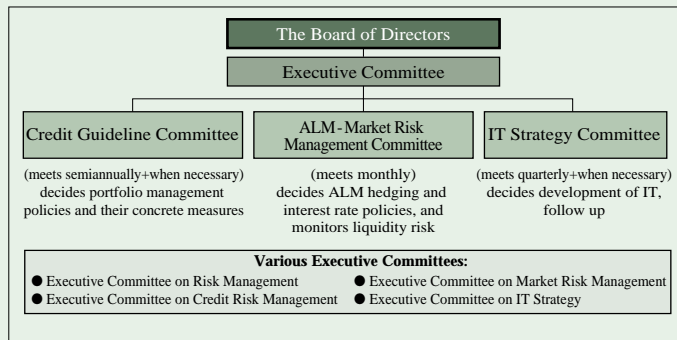 The Board of Directors
Executive Committee
Credit Guideline Committee
(meets semiannually+when necessary)
decides portfolio management
policies and their concrete measures
ALM - Market Risk
Management Committee
(meets monthly)
decides ALM hedging and
interest rate policies, and
monitors liquidity risk
IT Strategy Committee
(meets quarterly+when necessary)
decides development of IT,
follow up
Various Executive Committees:
● Executive Committee on Risk Management
● Executive Committee on Credit Risk Management
● Executive Committee on Market Risk Management
● Executive Committee on IT Strategy